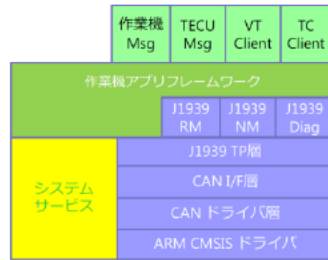 作業機
Msg
TECU
Msg
VT
Client
TC
Client
作業機アプリフレームワーク
J1939
RM
J1939
NM
J1939
Diag
J1939 TP層
システム
サービス
CAN I/F層
CAN ドライバ層
ARM CMSIS ドライバ